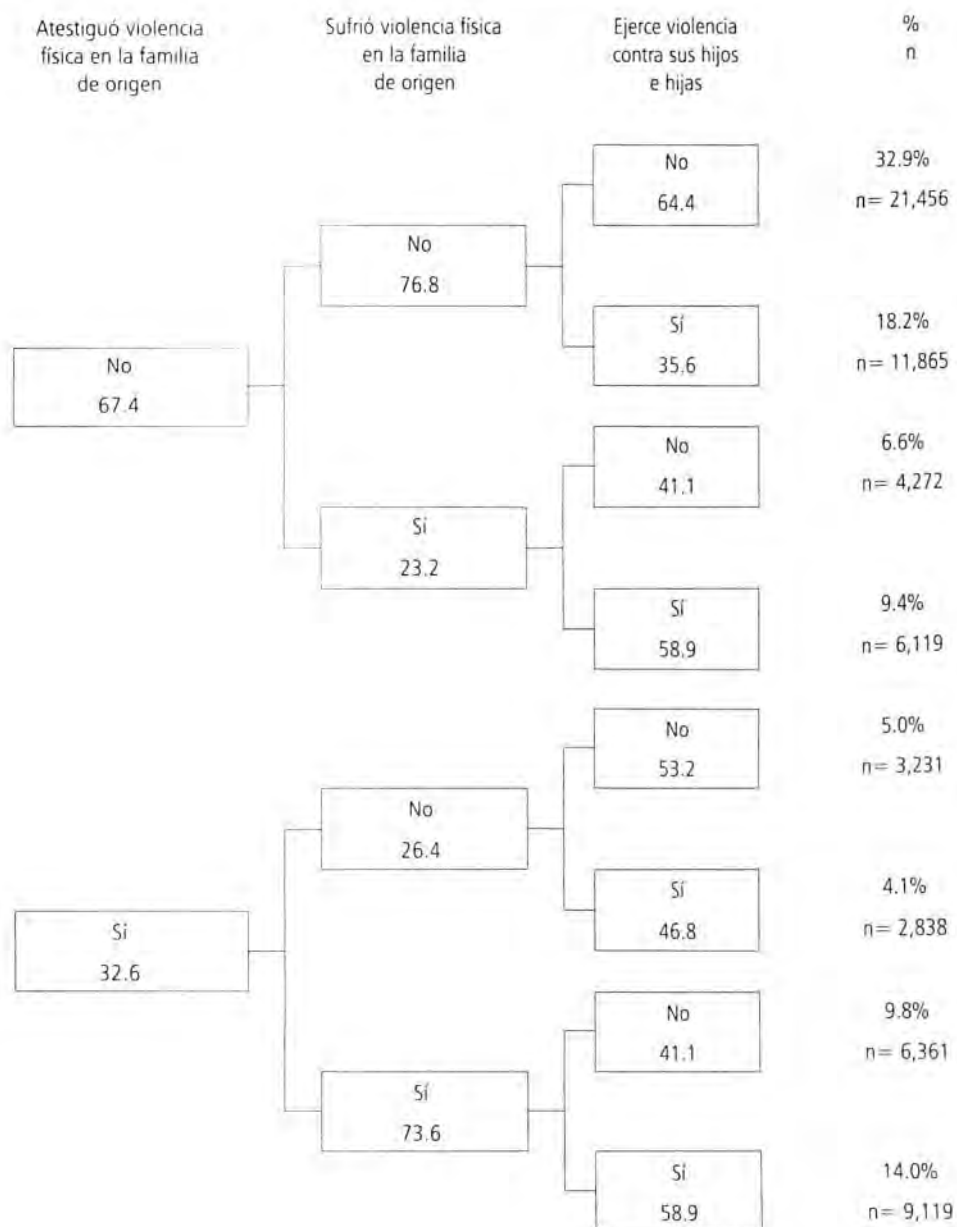 Atestiguó violencia
física en la familia
de origen
Sufrió violencia física
en la familia
de origen
Ejerce violencia
contra sus hijos
e hijas
%
n
No
67.4
No
76.8
No
64.4
32.9%
n= 21,456
Sí
35.6
18.2%
n= 11,865
Sí
23.2
No
41.1
6.6%
n= 4,272
Sí
58.9
9.4%
n= 6,119
Sí
32.6
No
26.4
No
53.2
5.0%
n= 3,231
Sí
46.8
4.1%
n= 2,838
Sí
73.6
No
41.1
9.8%
n= 6,361
Sí
58.9
14.0%
n= 9,119